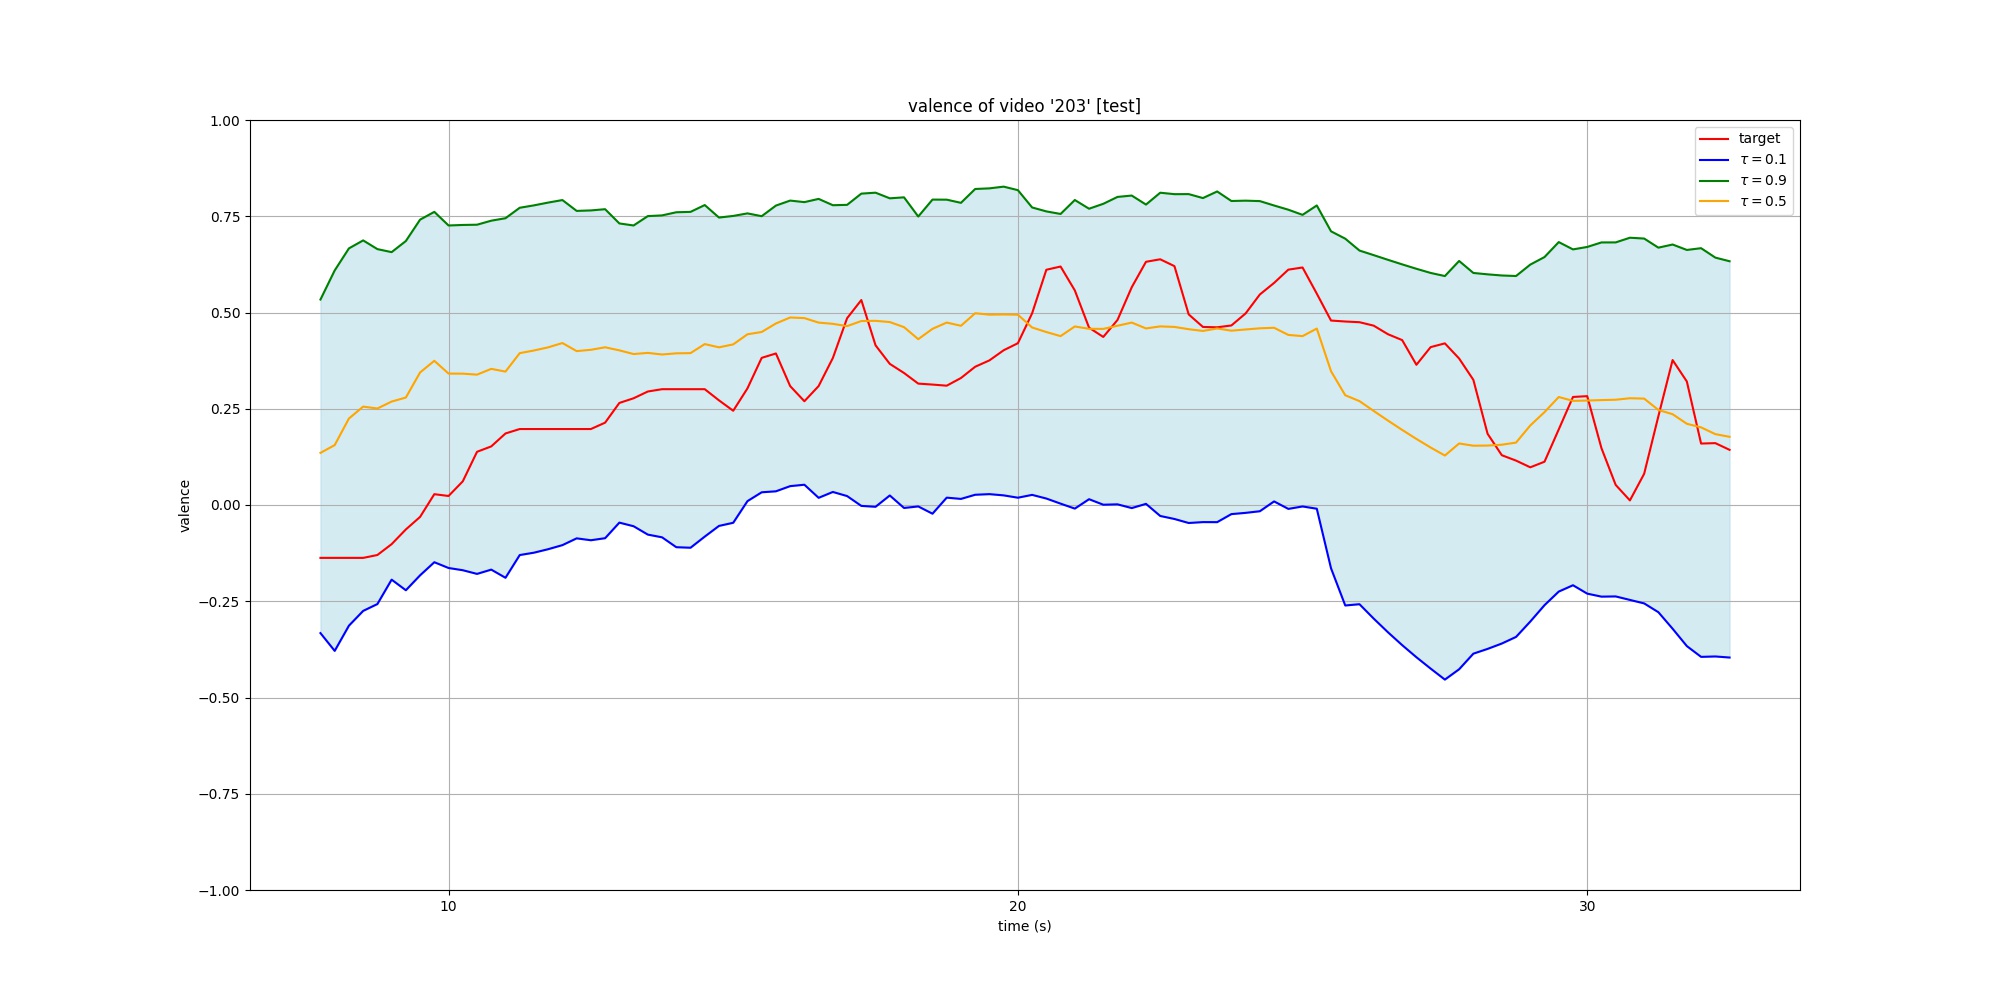 valence of video '203' [test]
1.00
0.75
0.50
0.25
0.00
−0.25
−0.50
−0.75
−1.00
valence
10
20
30
time (s)
target
τ = 0.1
τ = 0.9
τ = 0.5